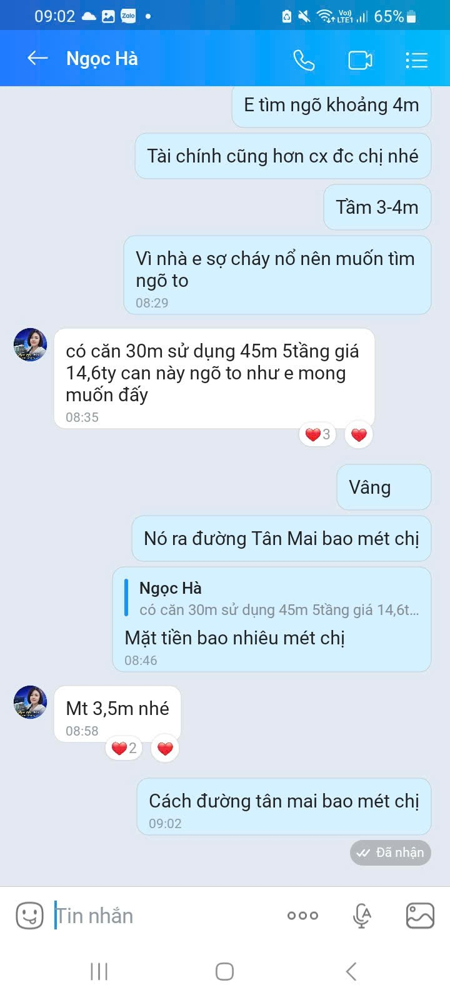 09:02 Zalo Vo) LTE1 65%
Ngọc Hà
E tìm ngõ khoảng 4m
Tài chính cũng hơn cx đc chị nhé
Tầm 3-4m
Vì nhà e sợ cháy nổ nên muốn tìm
ngõ to
08:29
có căn 30m sử dụng 45m 5tầng giá
14,6ty can này ngõ to như e mong
muốn đấy
08:35
3
Vâng
Nó ra đường Tân Mai bao mét chị
Ngọc Hà
có căn 30m sử dụng 45m 5tầng giá 14,6t...
Mặt tiền bao nhiêu mét chị
08:46
Mt 3,5m nhé
08:58
2
Cách đường tân mai bao mét chị
09:02
Đã nhận
Tin nhắn